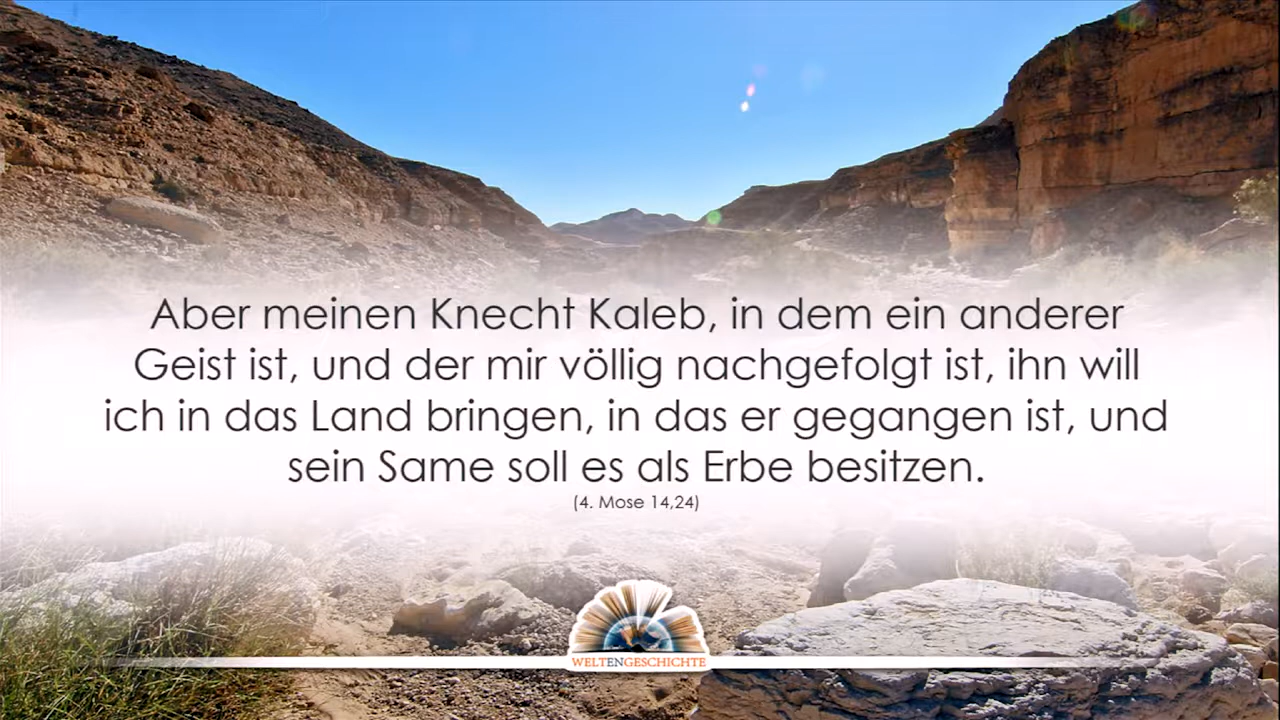 Aber meinen Knecht Kaleb, in dem ein anderer
Geist ist, und der mir völlig nachgefolgt ist, ihn will
ich in das Land bringen, in das er gegangen ist, und
sein Same soll es als Erbe besitzen.
(4. Mose 14,24)
WELTENGESCHICHTE